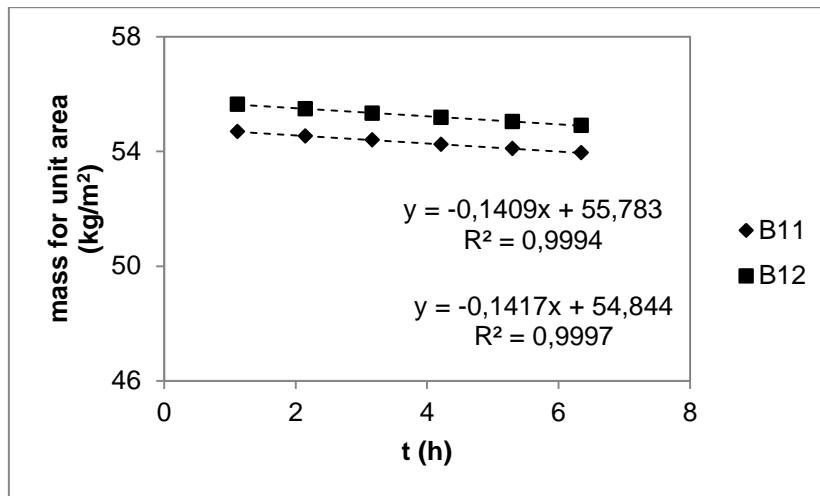 58
54
50
46
0
2
4
6
8
mass for unit area
(kg/m²)
t (h)
y = -0,1409x + 55,783
R² = 0,9994
y = -0,1417x + 54,844
R² = 0,9997
B11
B12